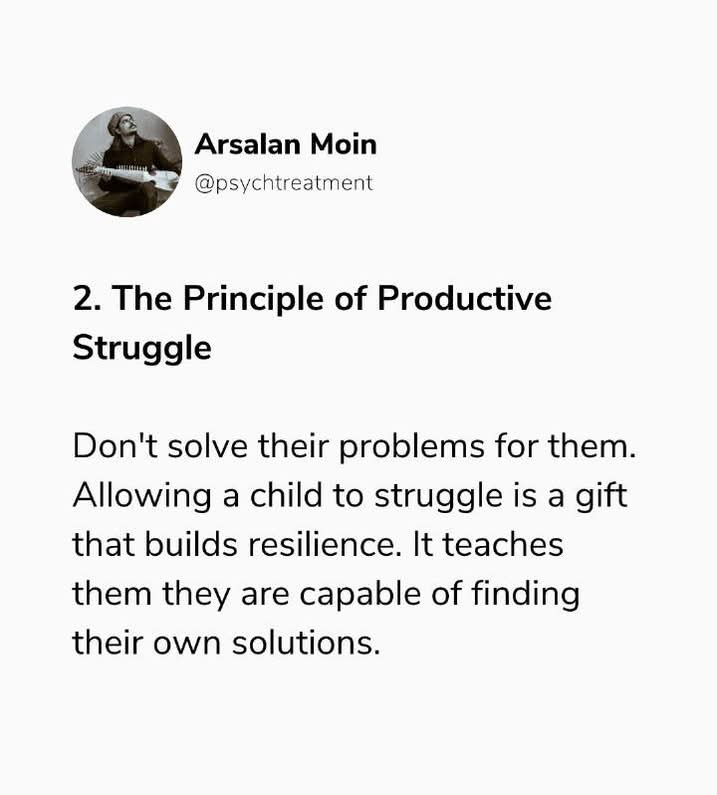 Arsalan Moin
@psychtreatment
2. The Principle of Productive
Struggle
Don't solve their problems for them.
Allowing a child to struggle is a gift
that builds resilience. It teaches
them they are capable of finding
their own solutions.